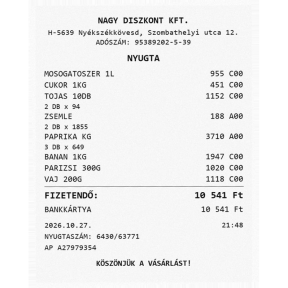 NAGY DISZKONT KFT.
H-5639 Nyékszékkövesd, Szombathelyi utca 12.
ADÓSZÁM: 95389202-5-39
NYUGTA
MOSOGATOSZER 1L 955 C00
CUKOR 1KG 451 C00
TOJAS 10DB 1152 C00
2 DB x 94
ZSEMLE 188 A00
2 DB x 1855
PAPRIKA KG 3710 A00
3 DB x 649
BANAN 1KG 1947 C00
PARIZSI 300G 1020 C00
VAJ 200G 1118 C00
FIZETENDŐ: 10 541 Ft
BANKKÁRTYA 10 541 Ft
2026.10.27. 21:48
NYUGTASZÁM: 6430/63771
AP A27979354
KÖSZÖNJÜK A VÁSÁRLÁST!